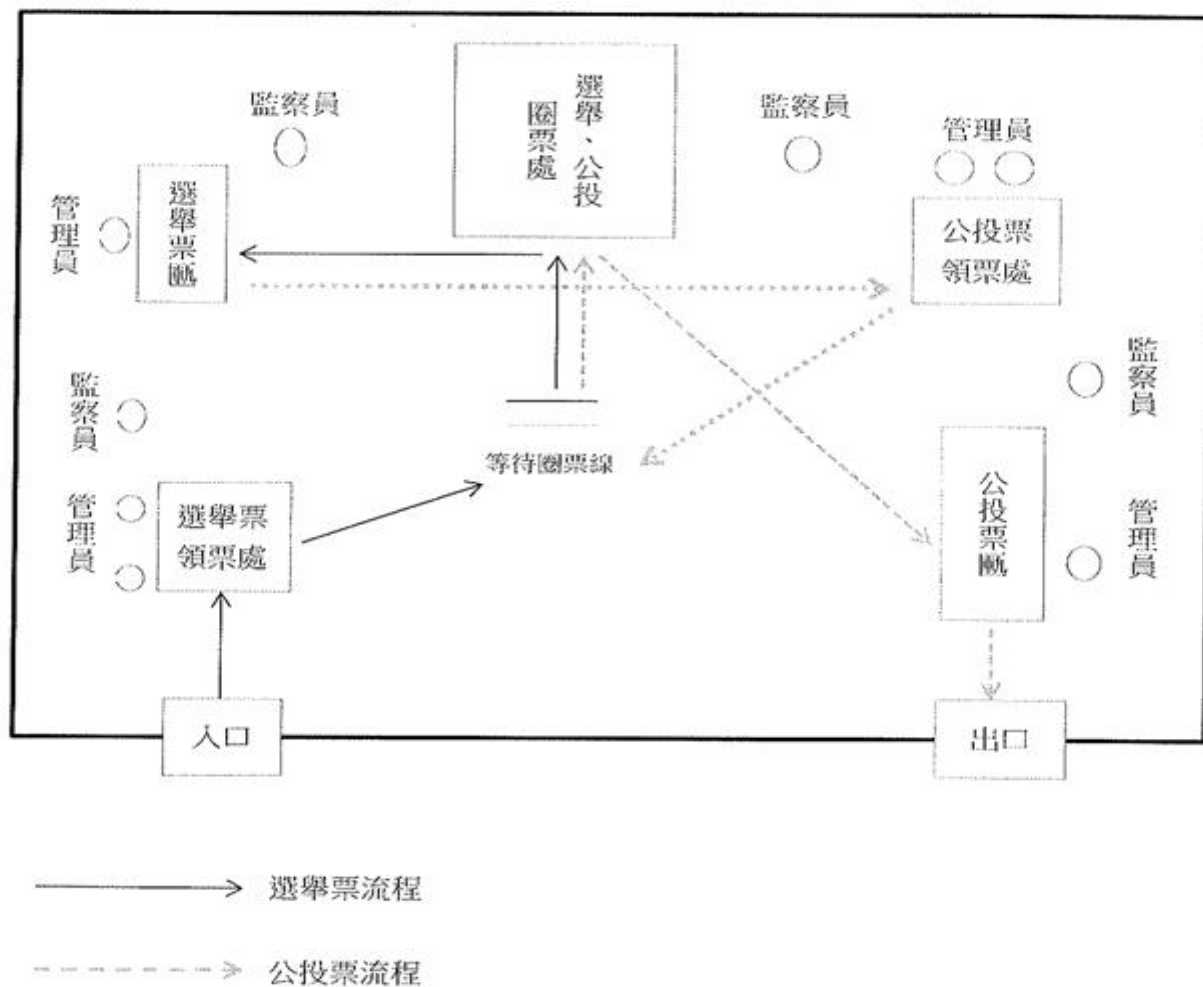 選舉、公投
圈票處
監察員
監察員
管理員
管理員
選舉票匭
公投票
領票處
監察員
監察員
等待圈票線
管理員
選舉票
領票處
公投票匭
管理員
入口
出口
選舉票流程
公投票流程